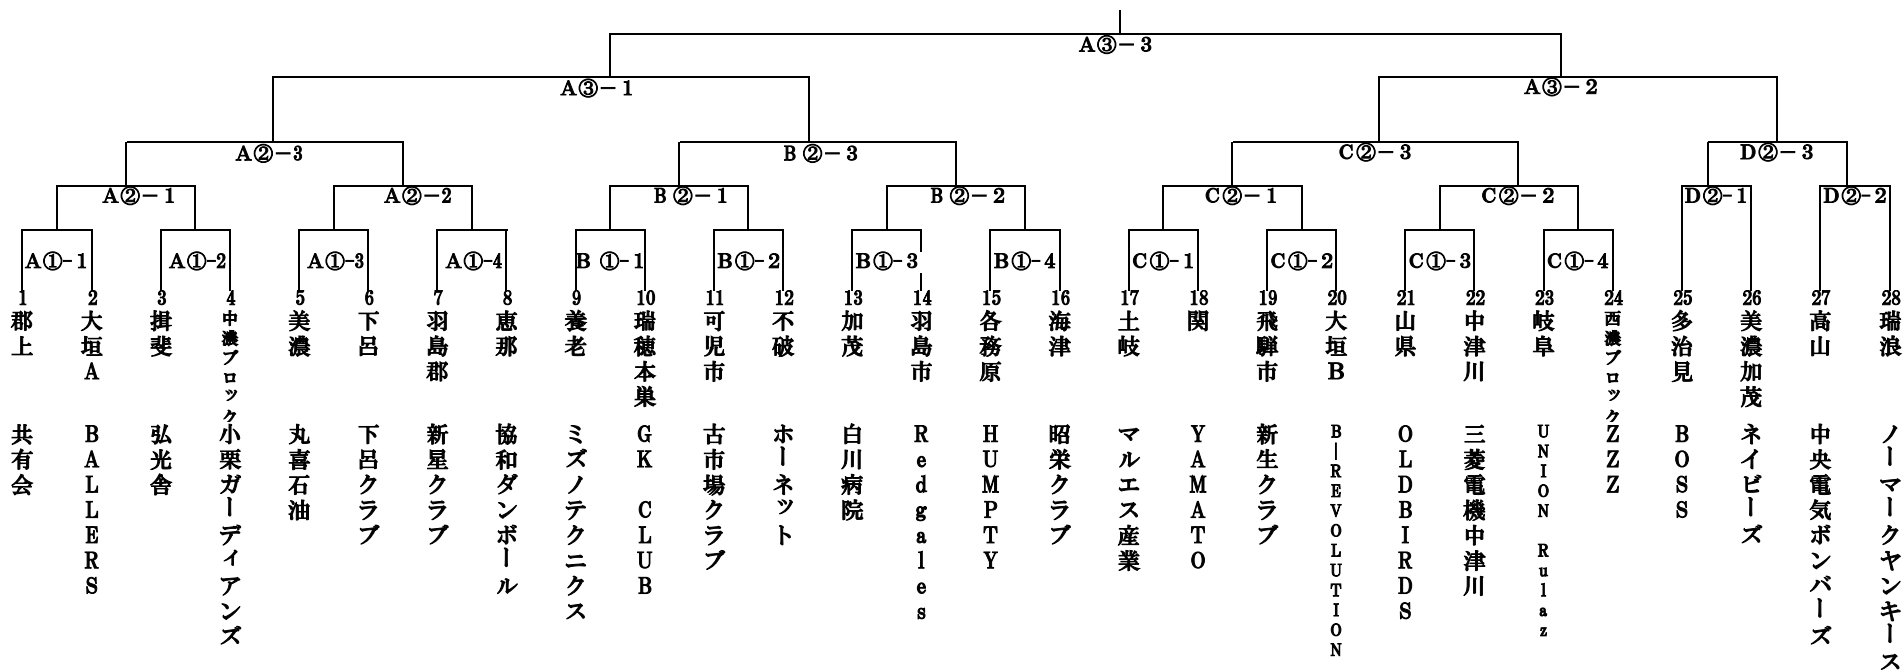 A③－3
A③－1
A③－2
A②－3
B②－3
C②－3
D②－3
A②－1
A②－2
B②－1
B②－2
C②－1
C②－2
D②－1
D②－2
A①－1
A①－2
A①－3
A①－4
B①－1
B①－2
B①－3
B①－4
C①－1
C①－2
C①－3
C①－4
1 郡上 共有会
2 大垣A BALLERS
3 揖斐 弘光舎
4 中濃ブロック 小栗ガーディアンズ
5 美濃 丸喜石油
6 下呂 下呂クラブ
7 羽島郡 新星クラブ
8 恵那 協和ダンボール
9 養老 ミズノテクニクス
10 瑞穂本巣 GK CLUB
11 可児市 古市場クラブ
12 不破 ホーネット
13 加茂 白川病院
14 羽島市 Redgales
15 各務原 HUMPTY
16 海津 昭栄クラブ
17 土岐 マルエス産業
18 関 YAMATO
19 飛騨市 新生クラブ
20 大垣B B－REVOLUTION
21 山県 OLDBIRDS
22 中津川 三菱電機中津川
23 岐阜 UNION Rulaz
24 西濃ブロック ZZZ
25 多治見 BOSS
26 美濃加茂 ネイビーズ
27 高山 中央電気ボンバーズ
28 瑞浪 ノーマークヤンキース